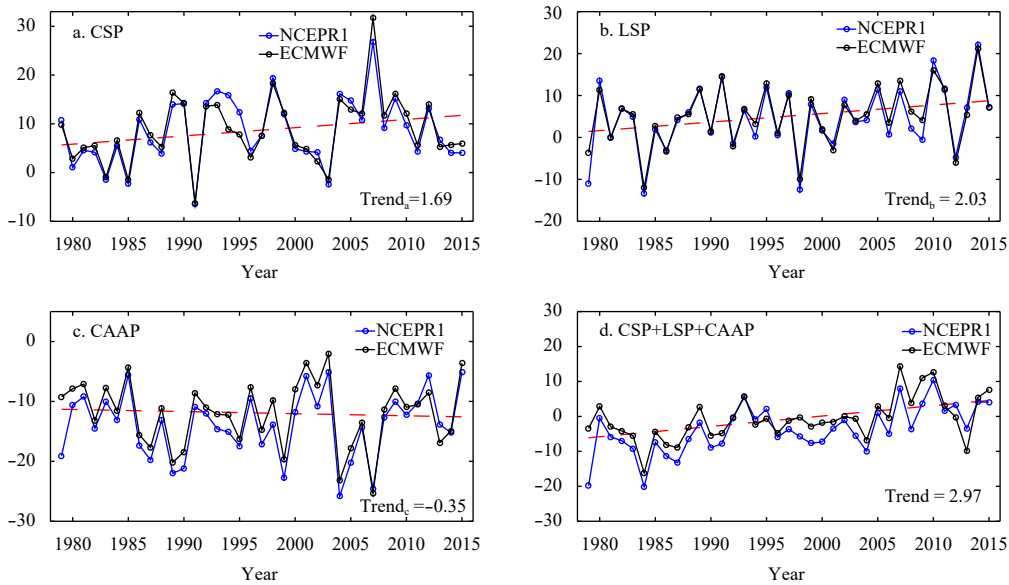 a. CSP
NCEPR1
ECMWF
30
20
10
0
−10
Trendₐ=1.69
1980 1985 1990 1995 2000 2005 2010 2015
Year
b. LSP
NCEPR1
ECMWF
30
20
10
0
−10
−20
Trend_b = 2.03
1980 1985 1990 1995 2000 2005 2010 2015
Year
c. CAAP
NCEPR1
ECMWF
0
−10
−20
−30
Trend_c =−0.35
1980 1985 1990 1995 2000 2005 2010 2015
Year
d. CSP+LSP+CAAP
NCEPR1
ECMWF
30
20
10
0
−10
−20
−30
Trend = 2.97
1980 1985 1990 1995 2000 2005 2010 2015
Year